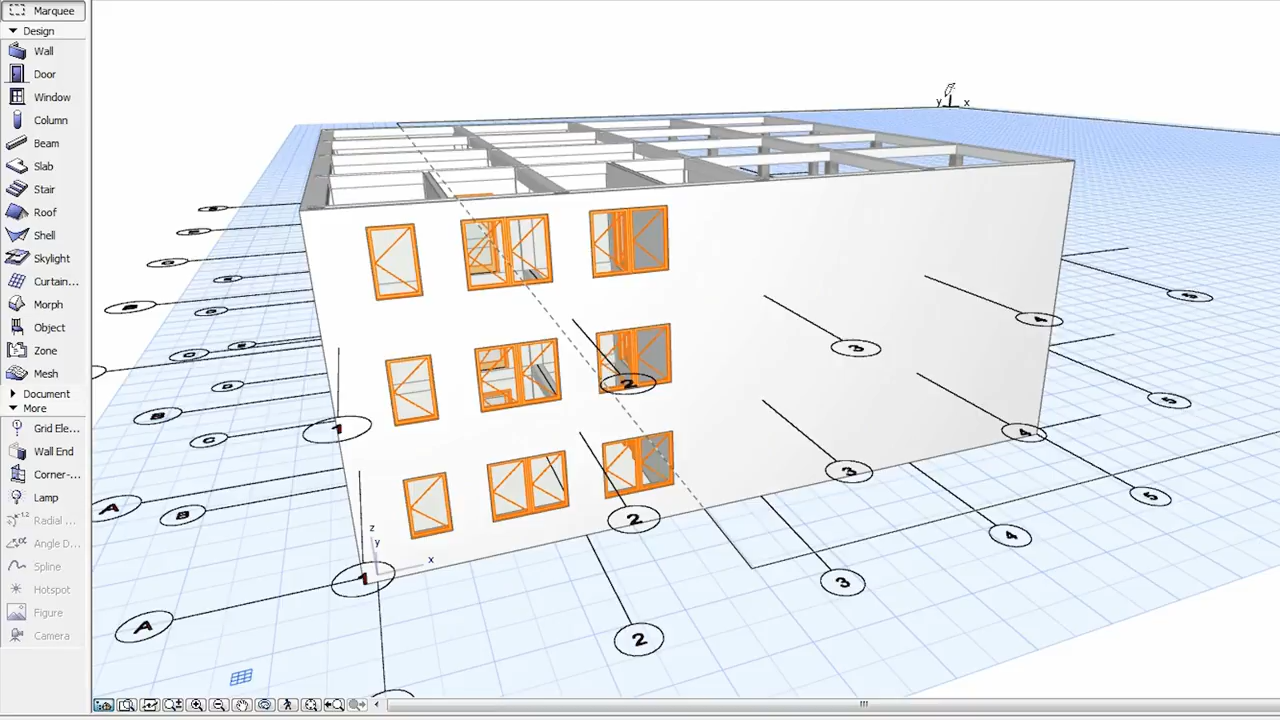 Marquee
Design
Wall
Door
Window
Column
Beam
Slab
Stair
Roof
Shell
Skylight
Curtain...
Morph
Object
Zone
Mesh
Document
More
Grid Ele...
Wall End
Corner-...
Lamp
Radial ...
Angle D...
Spline
Hotspot
Figure
Camera
y x
4
3
5
2
1
B
C
4
3
5
A
B
2
4
z
y
x
1
3
A
2